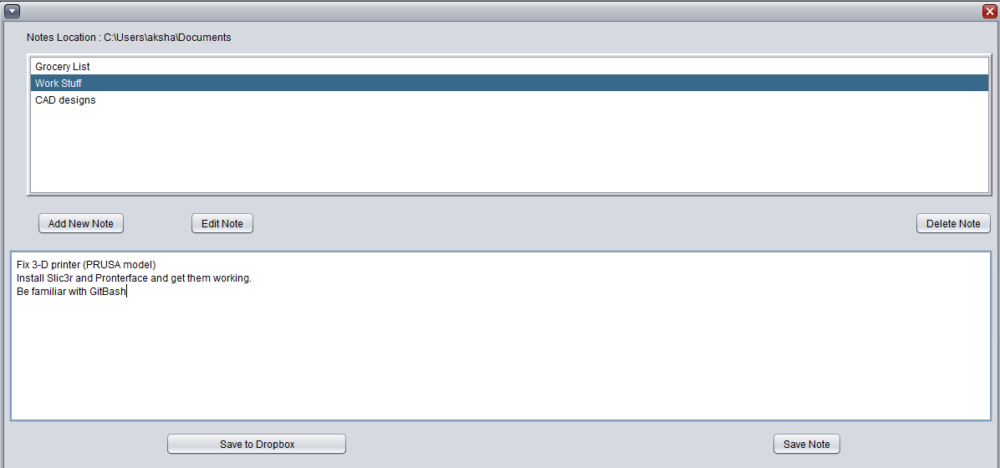 Notes Location : C:\Users\aksha\Documents
Grocery List
Work Stuff
CAD designs
Add New Note
Edit Note
Delete Note
Fix 3-D printer (PRUSA model)
Install Slic3r and Pronterface and get them working.
Be familiar with GitBash
Save to Dropbox
Save Note